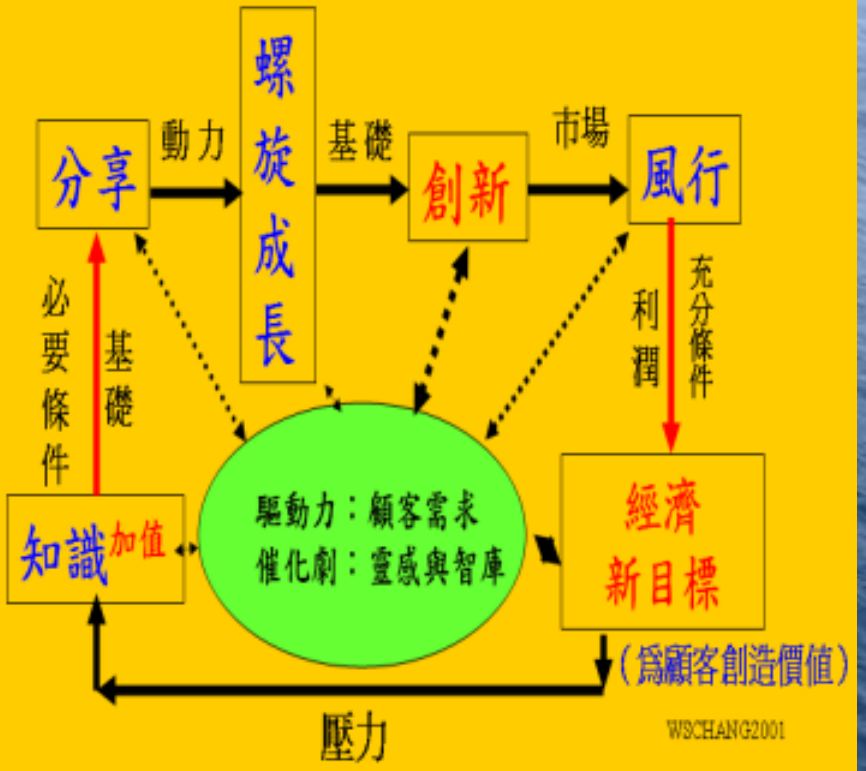 螺旋成長
動力
基礎
市場
分享
創新
風行
必要條件
基礎
利潤
充分條件
驅動力：顧客需求
催化劇：靈感與智庫
知識加值
經濟
新目標
（為顧客創造價值）
壓力
WSCHANG2001